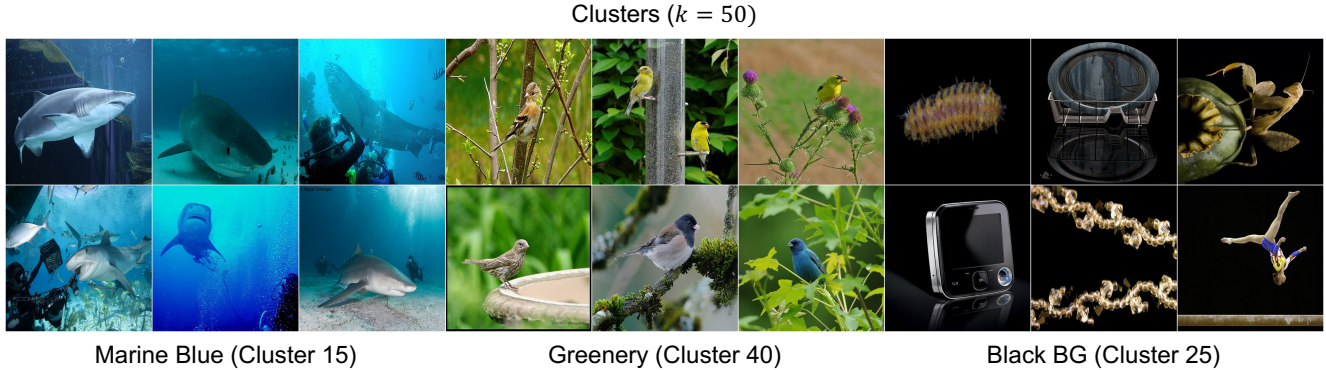 Clusters (k = 50)
Marine Blue (Cluster 15)
Greenery (Cluster 40)
Black BG (Cluster 25)